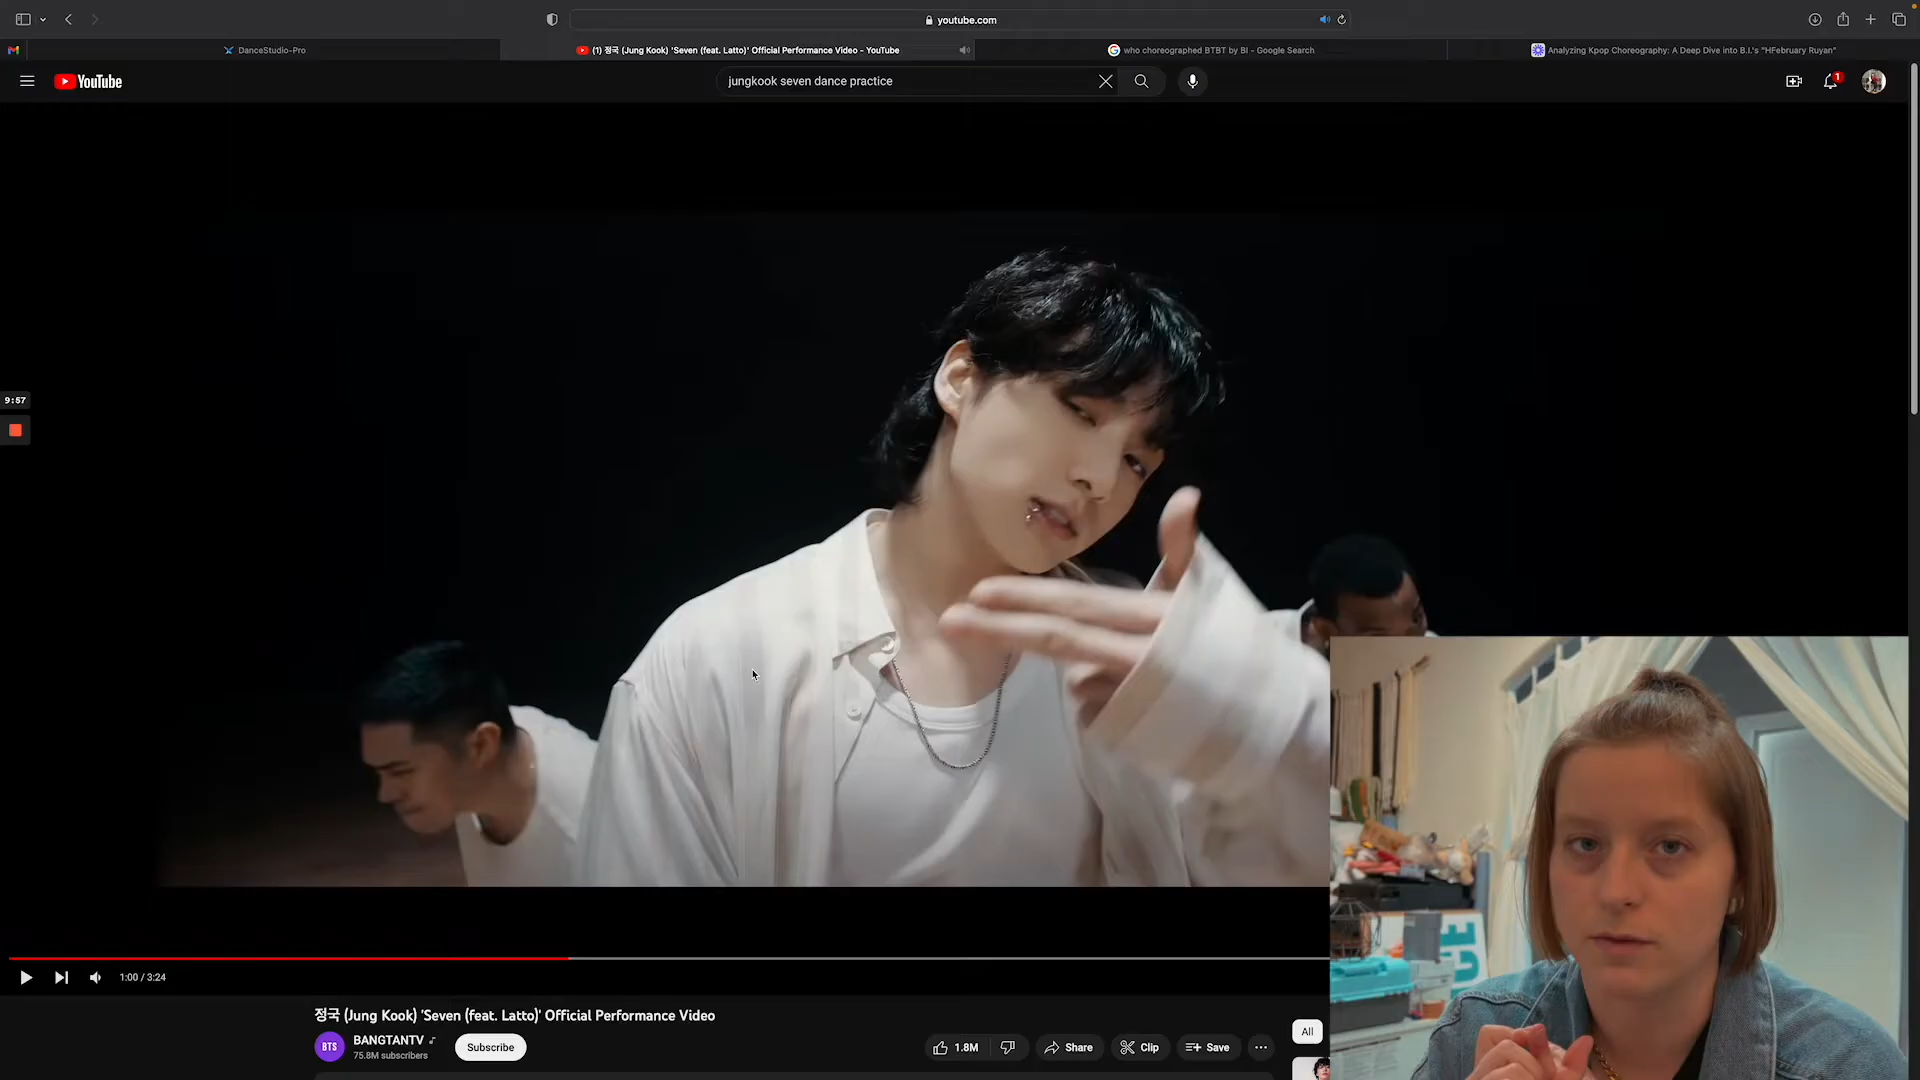 youtube.com
DanceStudio-Pro
(1) 정국 (Jung Kook) 'Seven (feat. Latto)' Official Performance Video - YouTube
who choreographed BTBT by BI - Google Search
Analyzing Kpop Choreography: A Deep Dive into B.I.'s "HFebruary Ruyan"
YouTube
jungkook seven dance practice
1
9:57
1:00 / 3:24
정국 (Jung Kook) 'Seven (feat. Latto)' Official Performance Video
BTS
BANGTANTV
75.8M subscribers
Subscribe
1.8M
Share
Clip
Save
All